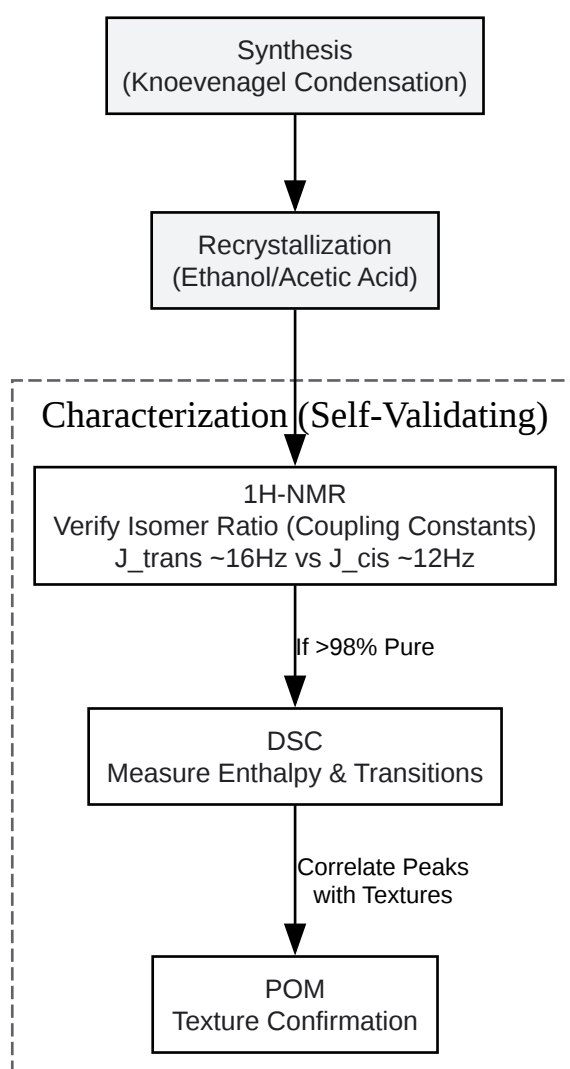 Synthesis
(Knoevenagel Condensation)
Recrystallization
(Ethanol/Acetic Acid)
Characterization (Self-Validating)
1H-NMR
Verify Isomer Ratio (Coupling Constants)
J_trans ~16Hz vs J_cis ~12Hz
If >98% Pure
DSC
Measure Enthalpy & Transitions
Correlate Peaks
with Textures
POM
Texture Confirmation